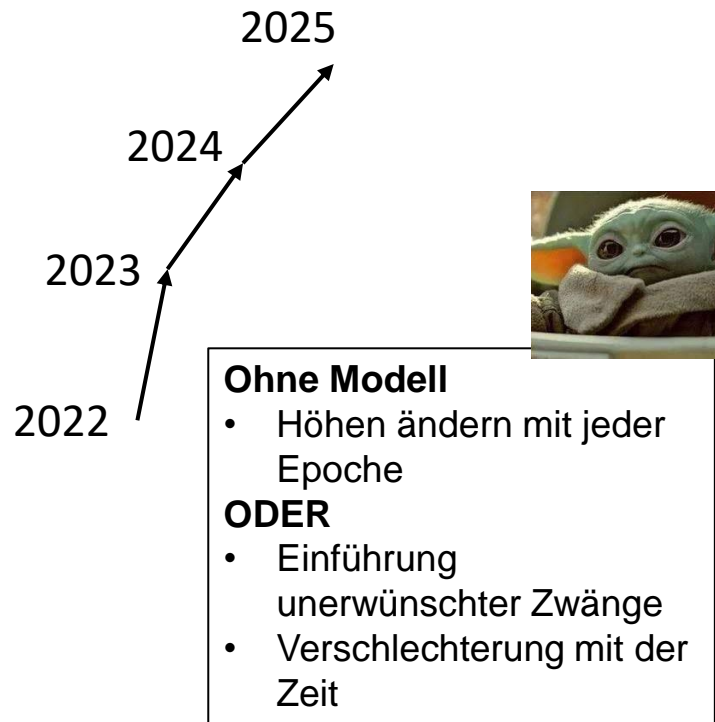 2025
2024
2023
2022
Ohne Modell
• Höhen ändern mit jeder
Epoche
ODER
• Einführung
unerwünschter Zwänge
• Verschlechterung mit der
Zeit